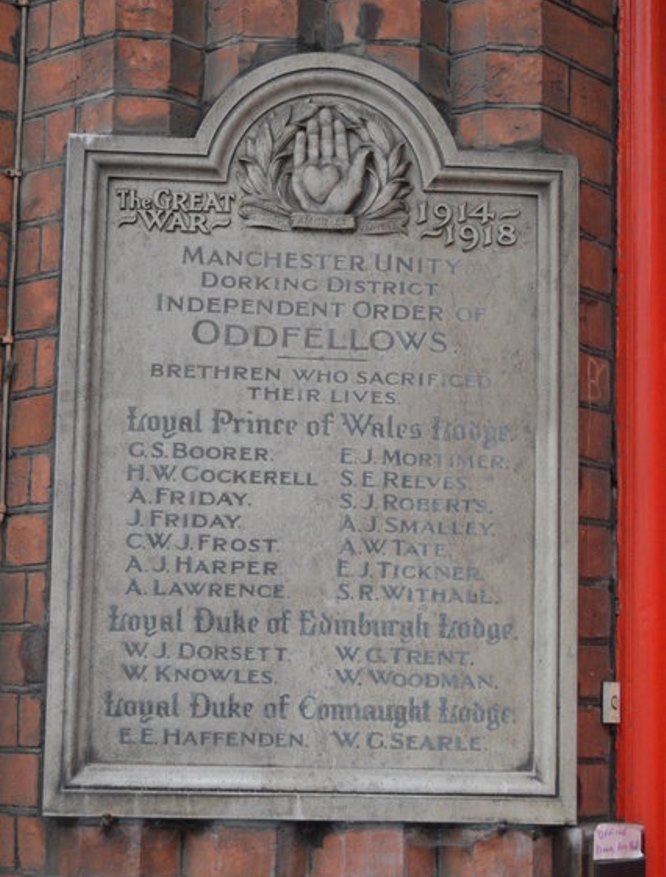 The GREAT
~WAR~
1914~
~1918
MANCHESTER UNITY
DORKING DISTRICT
INDEPENDENT ORDER OF
ODDFELLOWS.
BRETHREN WHO SACRIFICED
THEIR LIVES.
Loyal Prince of Wales Lodge.
G.S. BOORER. E.J. MORTIMER.
H.W. COCKERELL S.E. REEVES.
A. FRIDAY. S.J. ROBERTS.
J. FRIDAY. A.J. SMALLEY.
C.W.J. FROST. A.W. TATE.
A.J. HARPER. E.J. TICKNER.
A. LAWRENCE. S.R. WITHALL.
Loyal Duke of Edinburgh Lodge.
W.J. DORSETT. W.G. TRENT.
W. KNOWLES. W. WOODMAN.
Loyal Duke of Connaught Lodge.
E.E. HAFFENDEN. W.G. SEARLE.